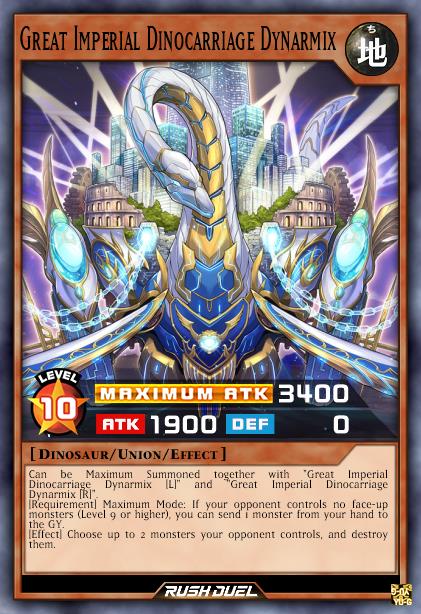 Great Imperial Dinocarriage Dynarmix
ち
地
LEVEL
10
MAXIMUM ATK 3400
ATK 1900 DEF 0
[Dinosaur/Union/Effect]
Can be Maximum Summoned together with "Great Imperial
Dinocarriage Dynarmix [L]" and "Great Imperial Dinocarriage
Dynarmix [R]".
[Requirement] Maximum Mode: If your opponent controls no face-up
monsters (Level 9 or higher), you can send 1 monster from your hand to
the GY.
[Effect] Choose up to 2 monsters your opponent controls, and destroy
them.
RUSH DUEL